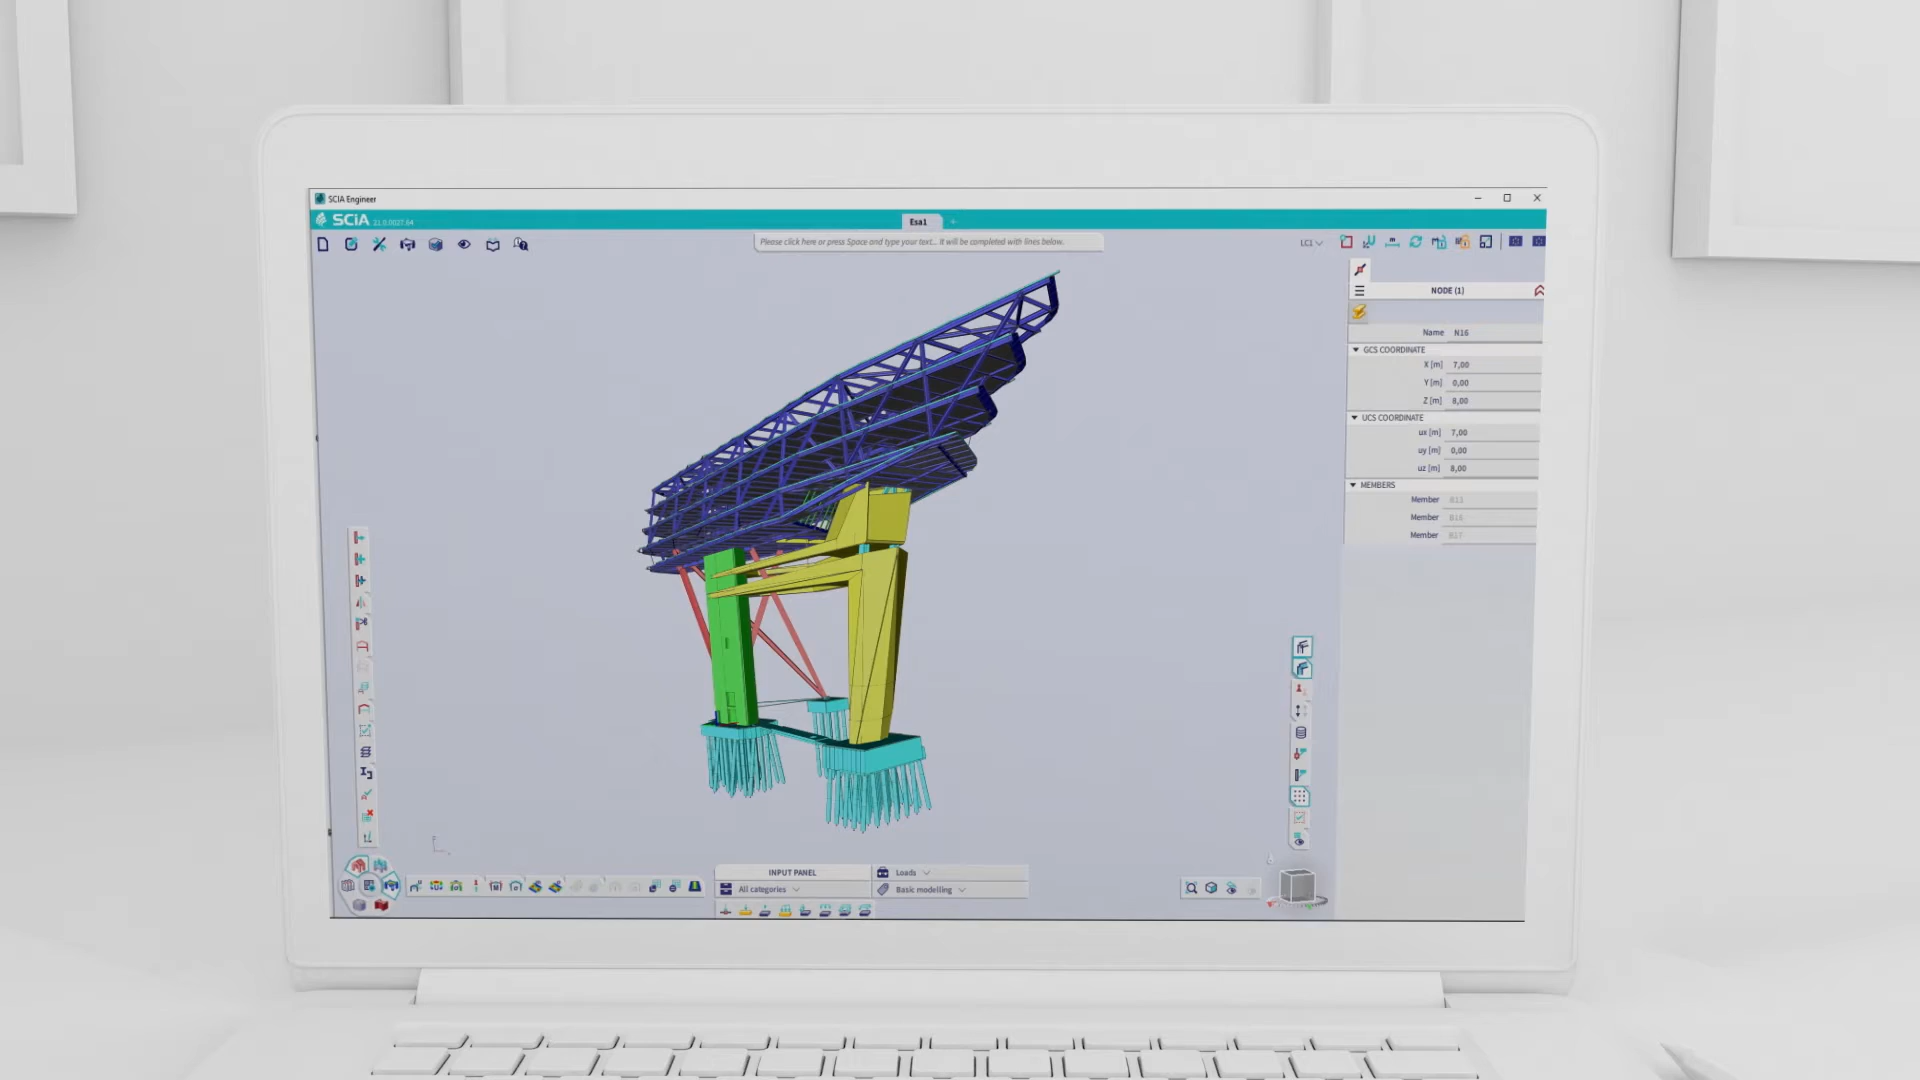 SCIA Engineer
SCIA 21.0.0027.64
Esa1
Please click here or press Space and type your text... It will be completed with lines below.
LC1
NODE (1)
Name N16
GCS COORDINATE
X [m] 7,00
Y [m] 0,00
Z [m] 8,00
UCS COORDINATE
ux [m] 7,00
uy [m] 0,00
uz [m] 8,00
MEMBERS
Member
Member B16
Member B17
INPUT PANEL
Loads
All categories
Basic modelling